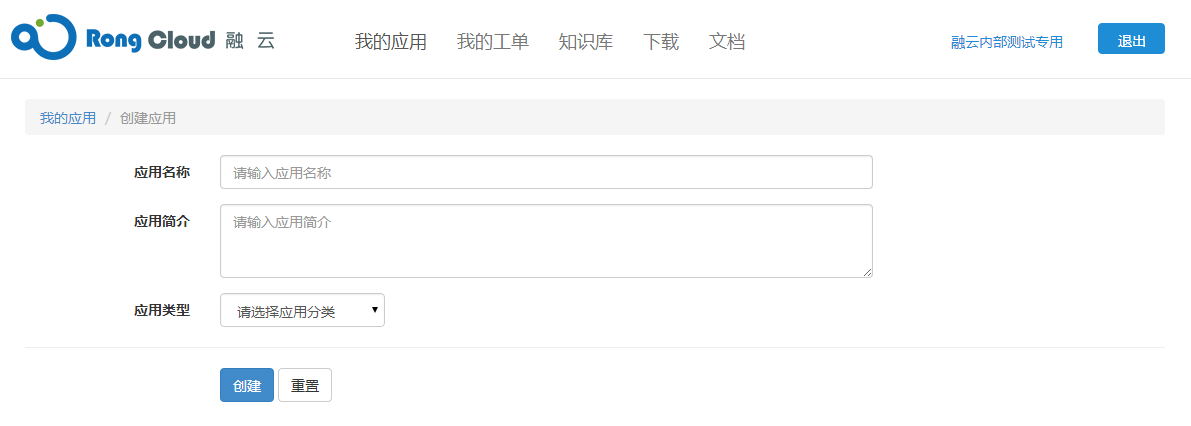 Rong Cloud 融 云 我的应用 我的工单 知识库 下载 文档 融云内部测试专用 退出
我的应用 / 创建应用
应用名称 请输入应用名称
应用简介 请输入应用简介
应用类型 请选择应用分类
创建 重置